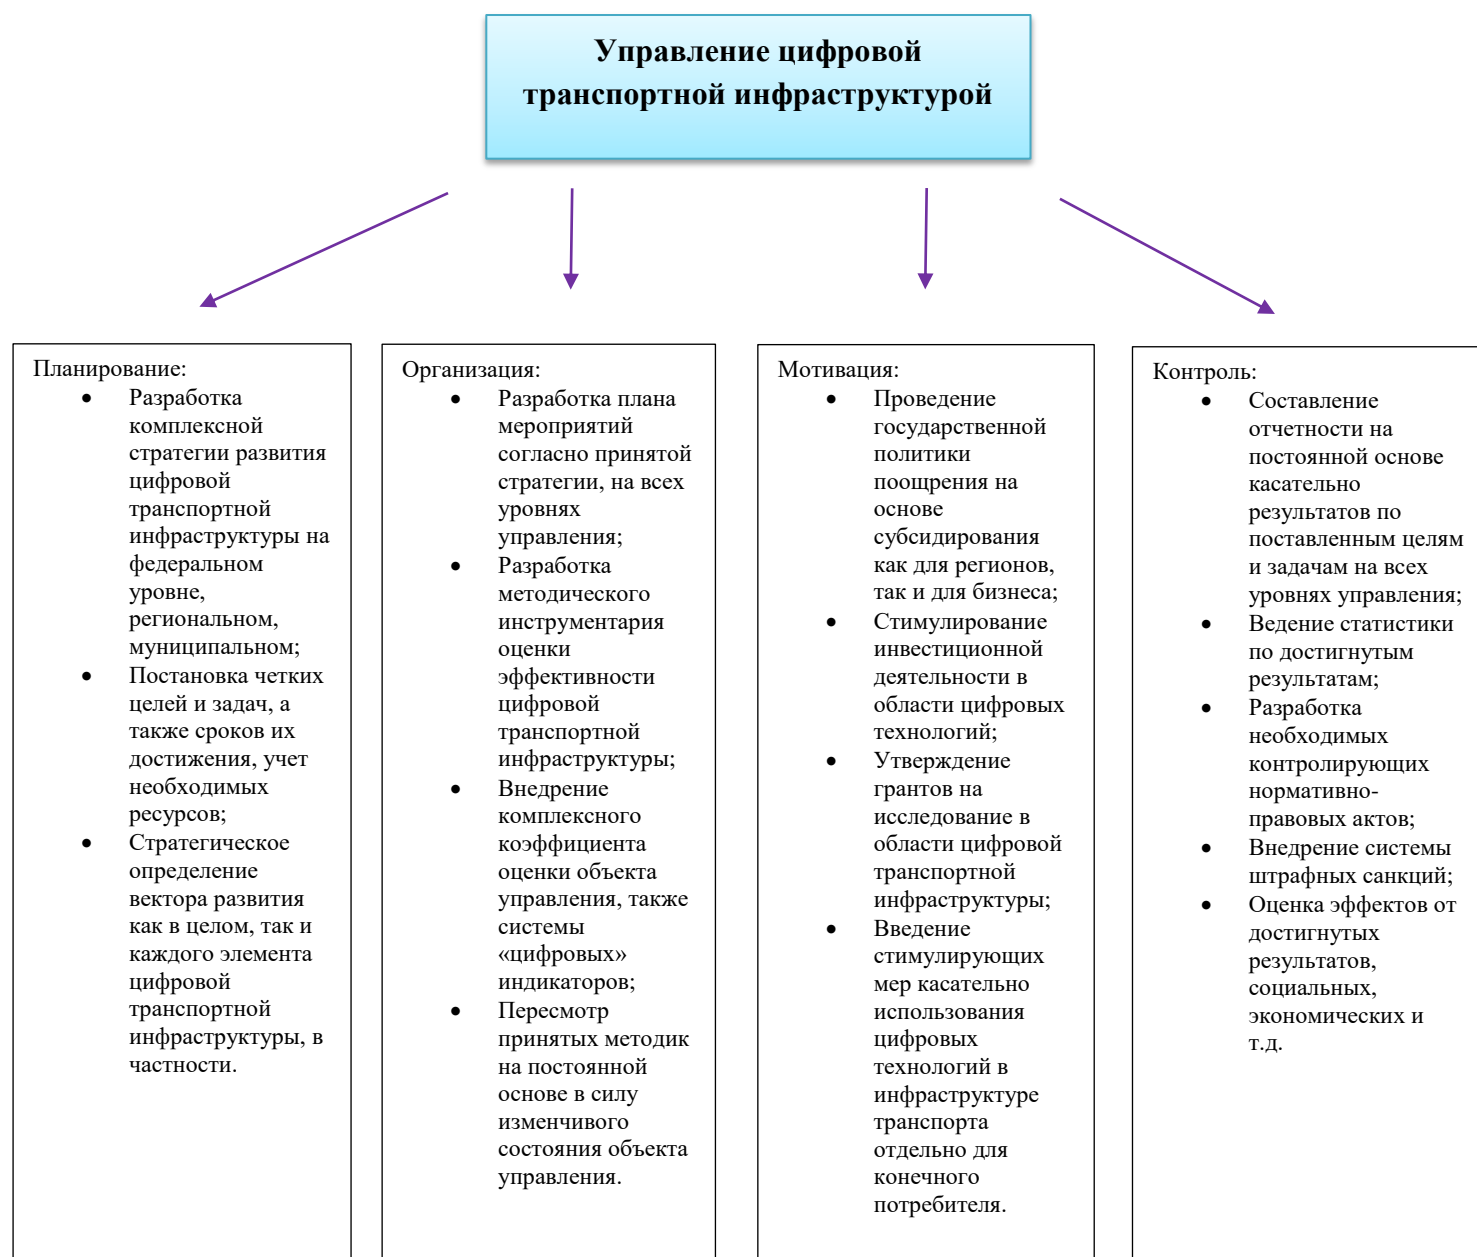 Управление цифровой
транспортной инфраструктурой
Планирование:
• Разработка
комплексной
стратегии развития
цифровой
транспортной
инфраструктуры на
федеральном
уровне,
региональном,
муниципальном;
• Постановка четких
целей и задач, а
также сроков их
достижения, учет
необходимых
ресурсов;
• Стратегическое
определение
вектора развития
как в целом, так и
каждого элемента
цифровой
транспортной
инфраструктуры, в
частности.
Организация:
• Разработка плана
мероприятий
согласно принятой
стратегии, на всех
уровнях
управления;
• Разработка
методического
инструментария
оценки
эффективности
цифровой
транспортной
инфраструктуры;
• Внедрение
комплексного
коэффициента
оценки объекта
управления, также
системы
«цифровых»
индикаторов;
• Пересмотр
принятых методик
на постоянной
основе в силу
изменчивого
состояния объекта
управления.
Мотивация:
• Проведение
государственной
политики
поощрения на
основе
субсидирования
как для регионов,
так и для бизнеса;
• Стимулирование
инвестиционной
деятельности в
области цифровых
технологий;
• Утверждение
грантов на
исследование в
области цифровой
транспортной
инфраструктуры;
• Введение
стимулирующих
мер касательно
использования
цифровых
технологий в
инфраструктуре
транспорта
отдельно для
конечного
потребителя.
Контроль:
• Составление
отчетности на
постоянной основе
касательно
результатов по
поставленным целям
и задачам на всех
уровнях управления;
• Ведение статистики
по достигнутым
результатам;
• Разработка
необходимых
контролирующих
нормативно-
правовых актов;
• Внедрение системы
штрафных санкций;
• Оценка эффектов от
достигнутых
результатов,
социальных,
экономических и
т.д.